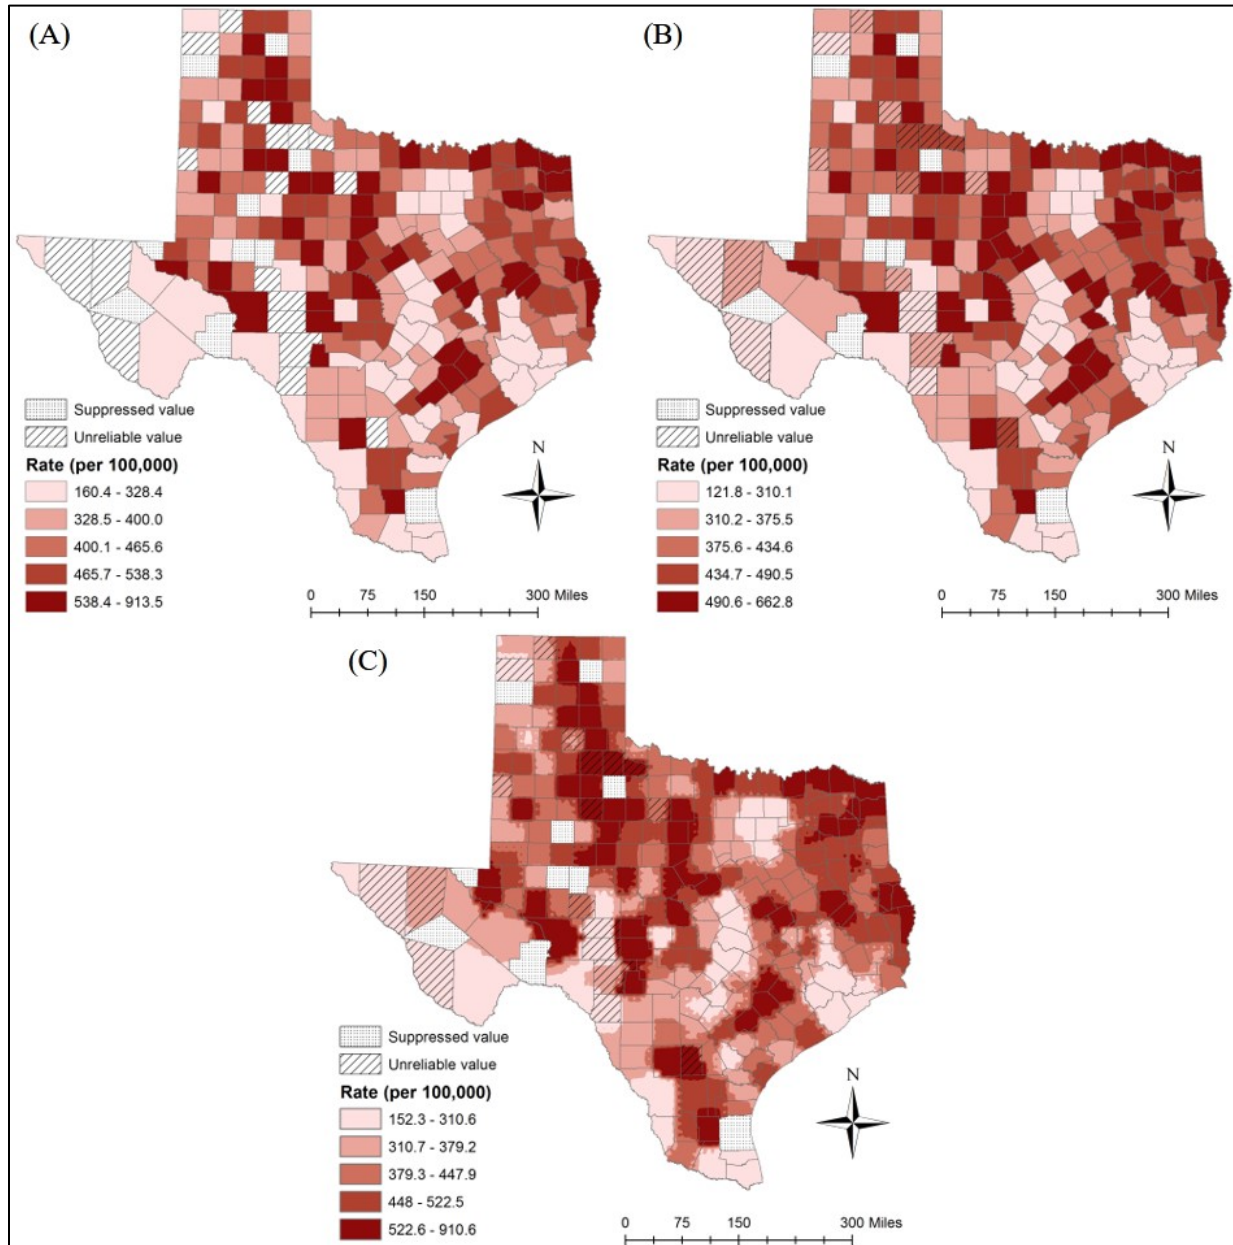 (A)
Suppressed value
Unreliable value
Rate (per 100,000)
160.4 - 328.4
328.5 - 400.0
400.1 - 465.6
465.7 - 538.3
538.4 - 913.5
N
0 75 150 300 Miles
(B)
Suppressed value
Unreliable value
Rate (per 100,000)
121.8 - 310.1
310.2 - 375.5
375.6 - 434.6
434.7 - 490.5
490.6 - 662.8
N
0 75 150 300 Miles
(C)
Suppressed value
Unreliable value
Rate (per 100,000)
152.3 - 310.6
310.7 - 379.2
379.3 - 447.9
448 - 522.5
522.6 - 910.6
N
0 75 150 300 Miles